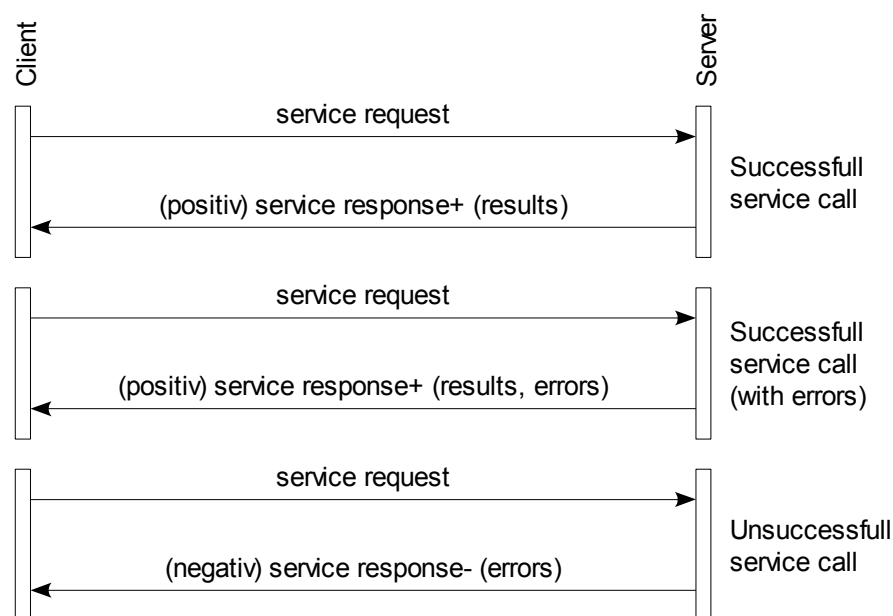 Client
Server
service request
(positiv) service response+ (results)
Successfull
service call
service request
(positiv) service response+ (results, errors)
Successfull
service call
(with errors)
service request
(negativ) service response- (errors)
Unsuccessfull
service call